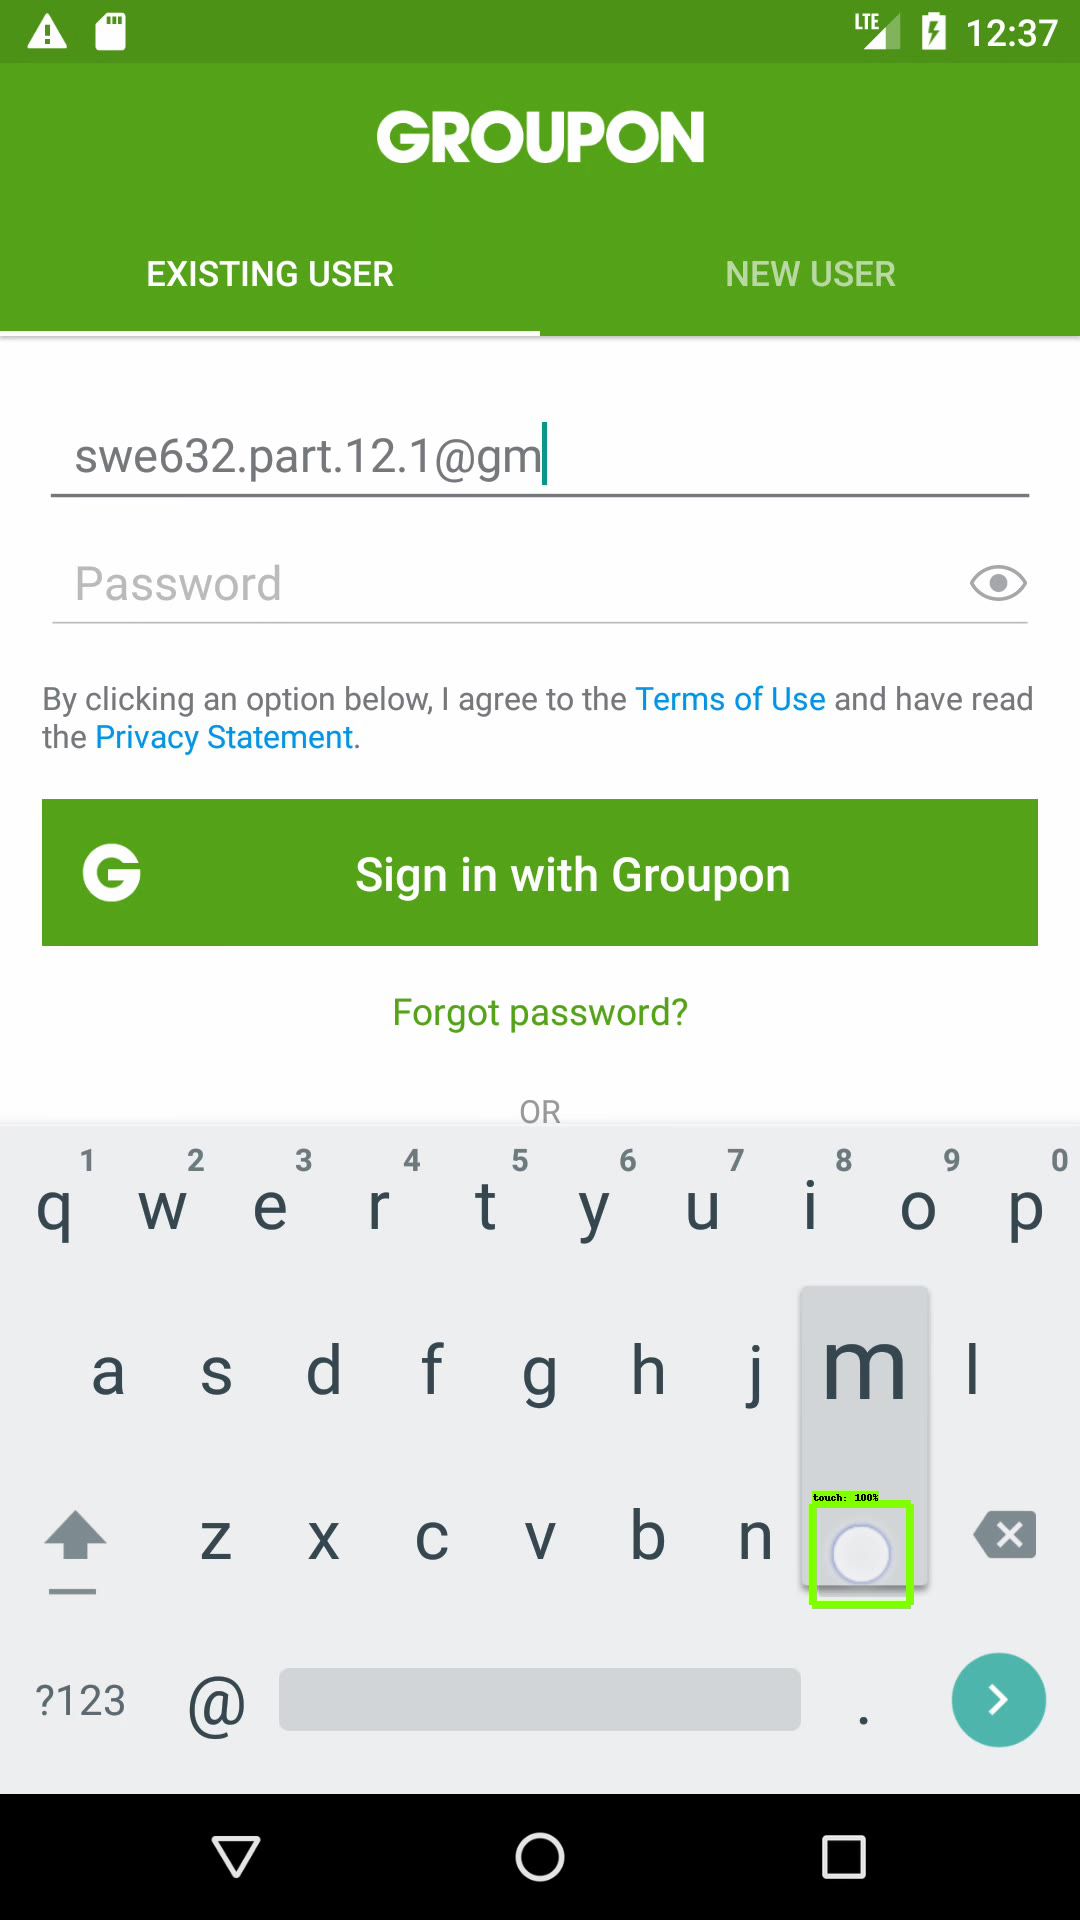 LTE 12:37
GROUPON
EXISTING USER NEW USER
swe632.part.12.1@gm
Password
By clicking an option below, I agree to the Terms of Use and have read
the Privacy Statement.
G Sign in with Groupon
Forgot password?
OR
1 2 3 4 5 6 7 8 9 0
q w e r t y u i o p
a s d f g h j m l
touch: 100%
z x c v b n
?123 @ .